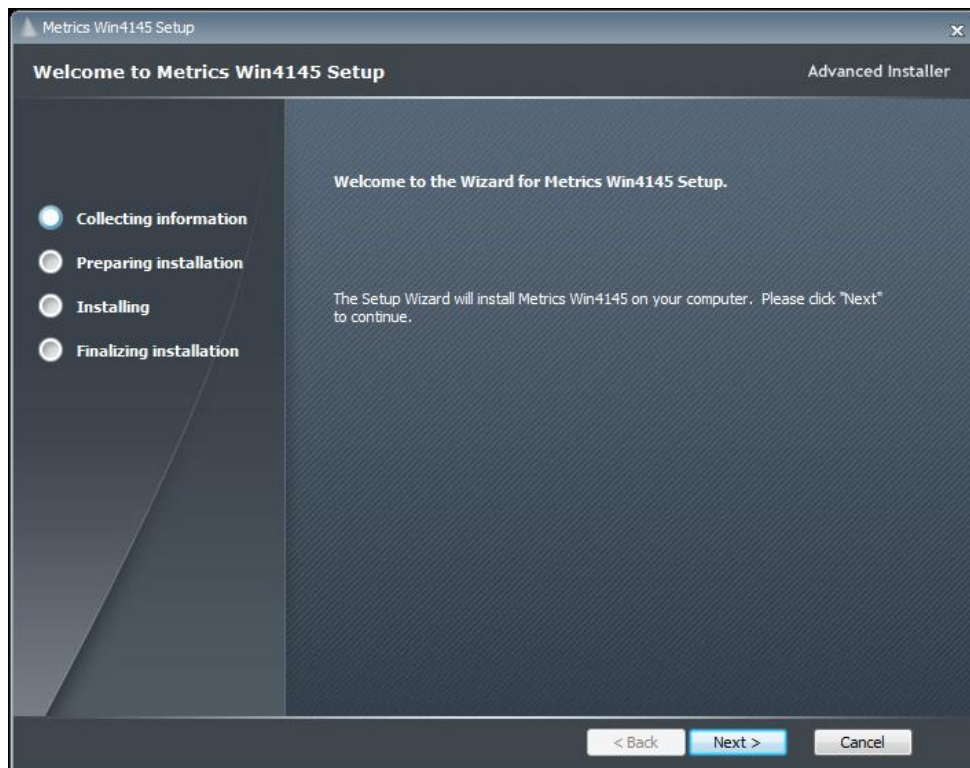 Metrics Win4145 Setup
Welcome to Metrics Win4145 Setup
Advanced Installer
Collecting information
Preparing installation
Installing
Finalizing installation
Welcome to the Wizard for Metrics Win4145 Setup.
The Setup Wizard will install Metrics Win4145 on your computer. Please click "Next"
to continue.
< Back
Next >
Cancel